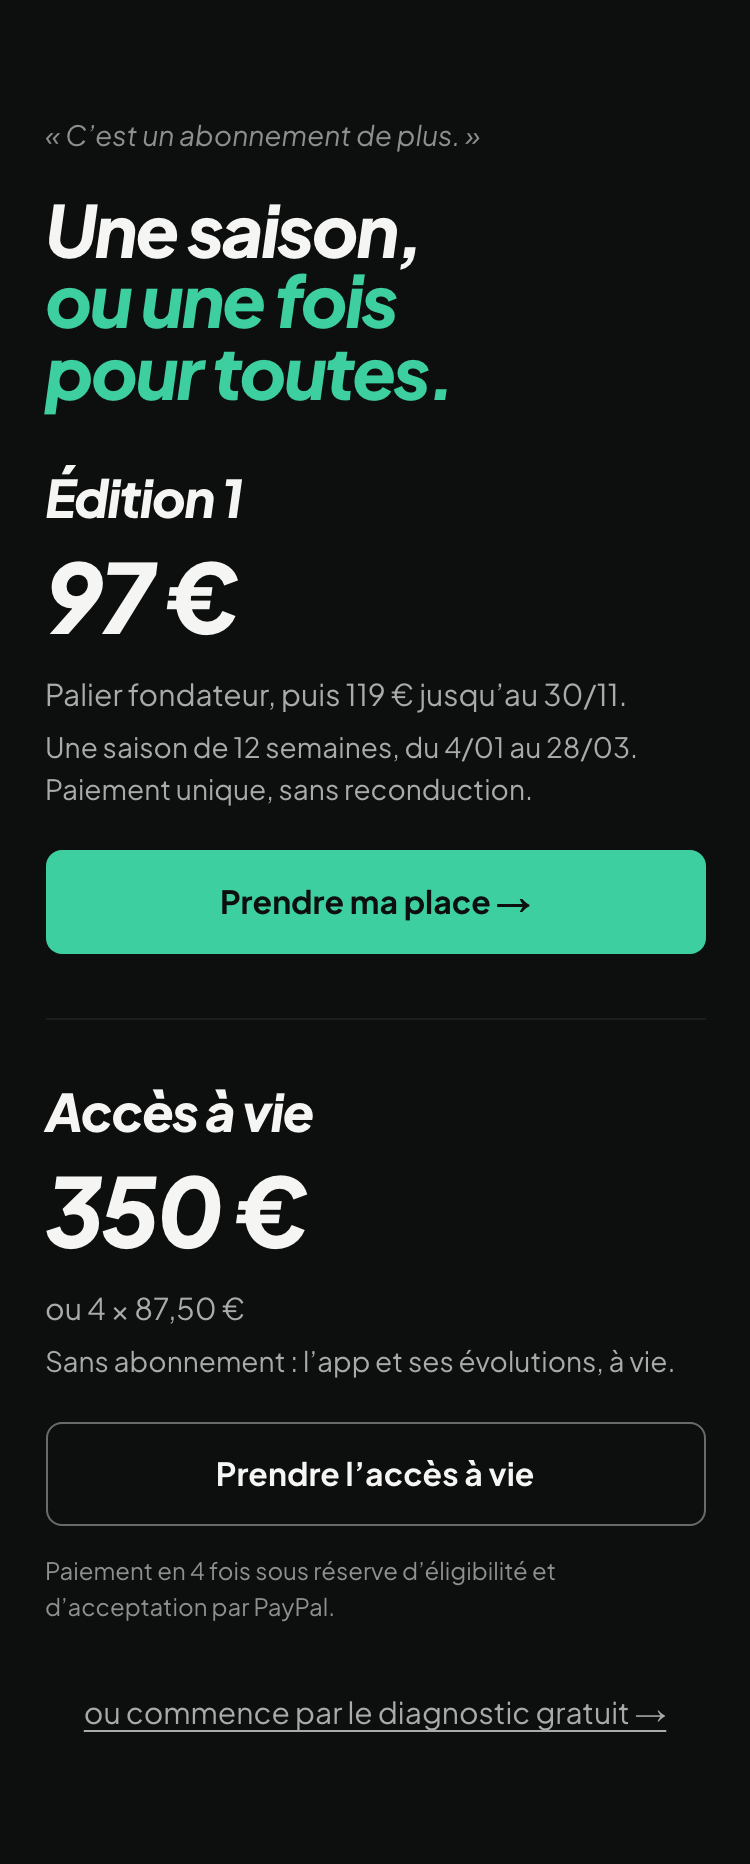 « C’est un abonnement de plus. »
Une saison,
ou une fois
pour toutes.
Édition 1
97 €
Palier fondateur, puis 119 € jusqu’au 30/11.
Une saison de 12 semaines, du 4/01 au 28/03.
Paiement unique, sans reconduction.
Prendre ma place →
Accès à vie
350 €
ou 4 × 87,50 €
Sans abonnement : l’app et ses évolutions, à vie.
Prendre l’accès à vie
Paiement en 4 fois sous réserve d’éligibilité et
d’acceptation par PayPal.
ou commence par le diagnostic gratuit →